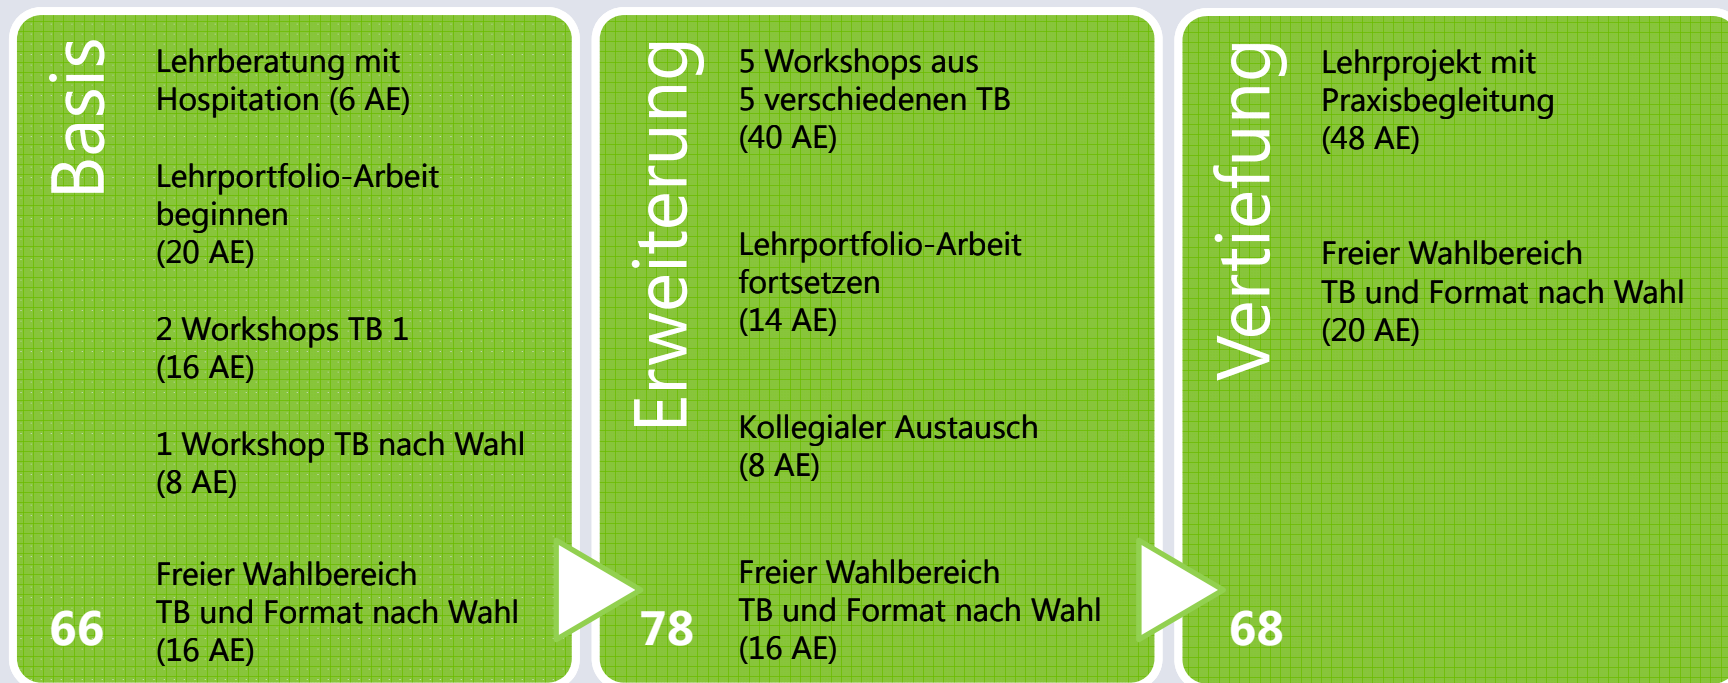 Basis
Lehrberatung mit
Hospitation (6 AE)
Lehrportfolio-Arbeit
beginnen
(20 AE)
2 Workshops TB 1
(16 AE)
1 Workshop TB nach Wahl
(8 AE)
Freier Wahlbereich
TB und Format nach Wahl
(16 AE)
66
Erweiterung
5 Workshops aus
5 verschiedenen TB
(40 AE)
Lehrportfolio-Arbeit
fortsetzen
(14 AE)
Kollegialer Austausch
(8 AE)
Freier Wahlbereich
TB und Format nach Wahl
(16 AE)
78
Vertiefung
Lehrprojekt mit
Praxisbegleitung
(48 AE)
Freier Wahlbereich
TB und Format nach Wahl
(20 AE)
68